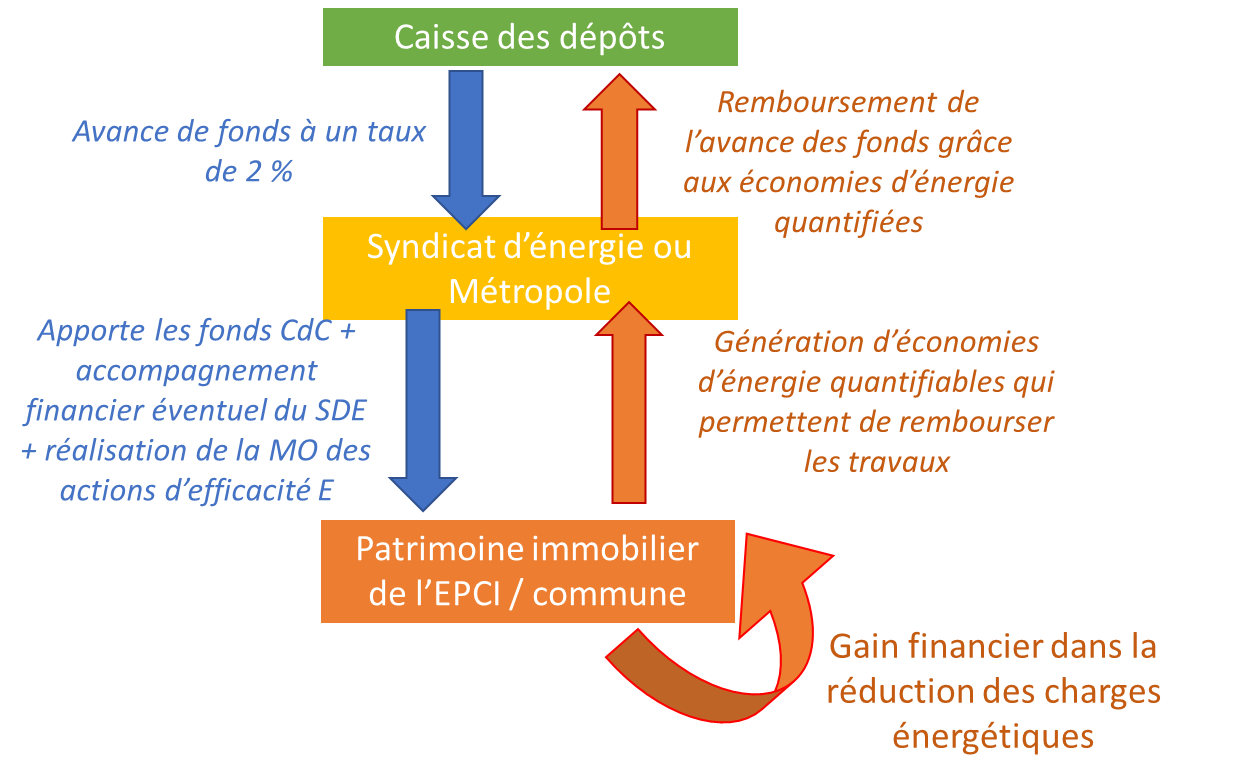 Caisse des dépôts
Avance de fonds à un taux
de 2 %
Remboursement de
l’avance des fonds grâce
aux économies d’énergie
quantifiées
Syndicat d’énergie ou
Métropole
Apporte les fonds CdC +
accompagnement
financier éventuel du SDE
+ réalisation de la MO des
actions d’efficacité E
Génération d’économies
d’énergie quantifiables qui
permettent de rembourser
les travaux
Patrimoine immobilier
de l’EPCI / commune
Gain financier dans la
réduction des charges
énergétiques